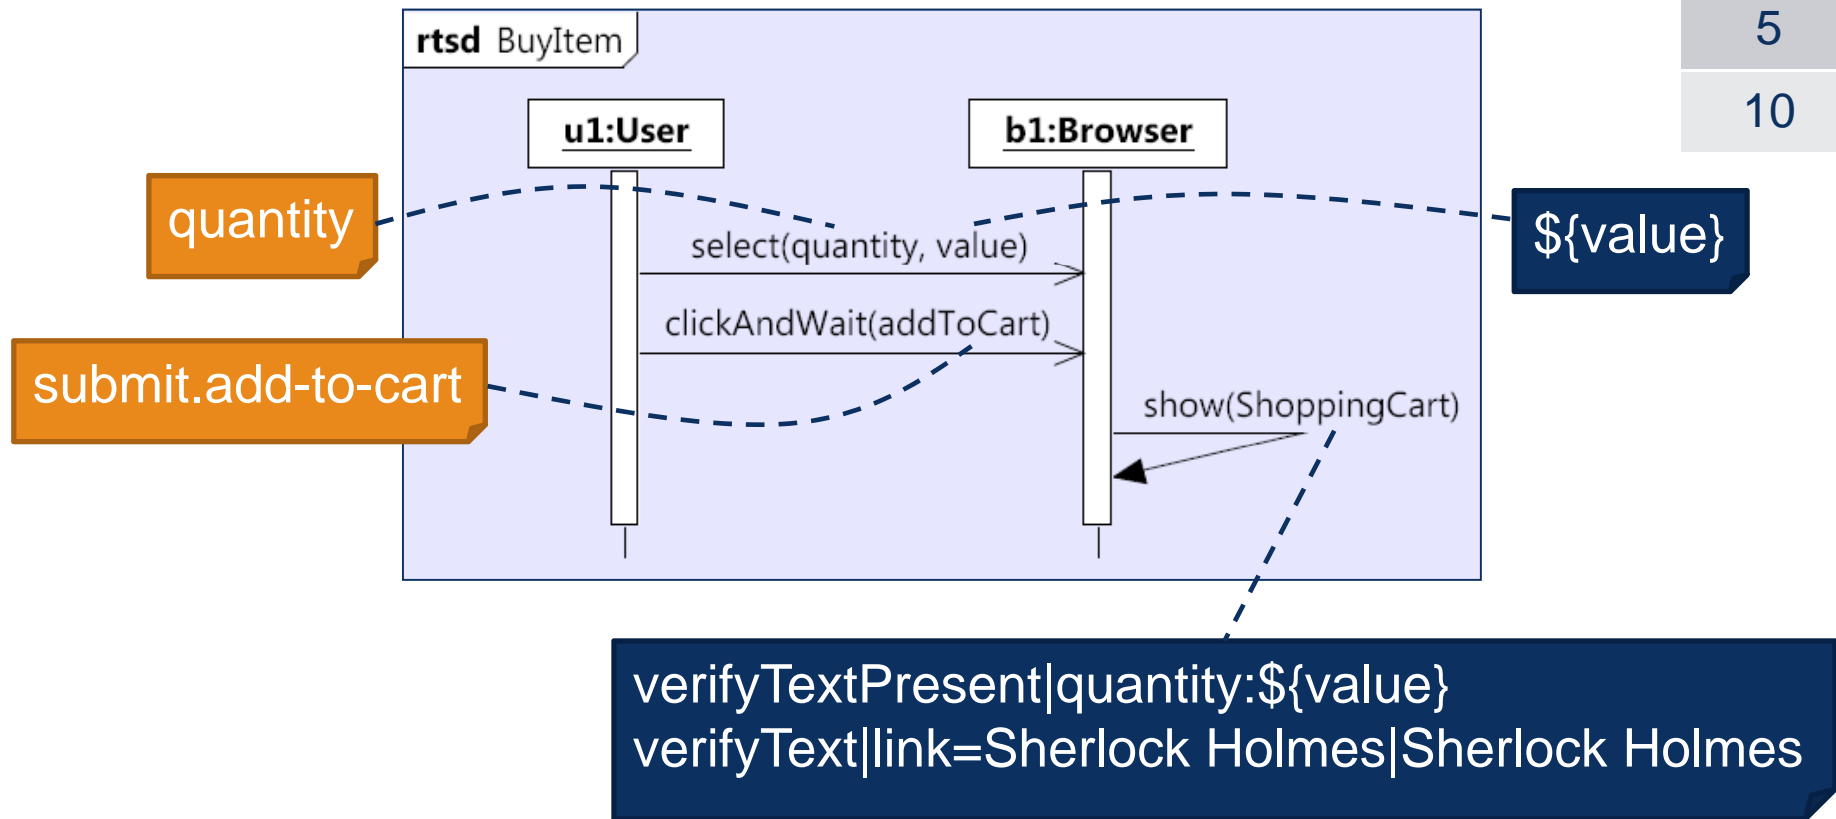 5
10
rtsd BuyItem
u1:User
b1:Browser
quantity
${value}
select(quantity, value)
clickAndWait(addToCart)
submit.add-to-cart
show(ShoppingCart)
verifyTextPresent|quantity:${value}
verifyText|link=Sherlock Holmes|Sherlock Holmes